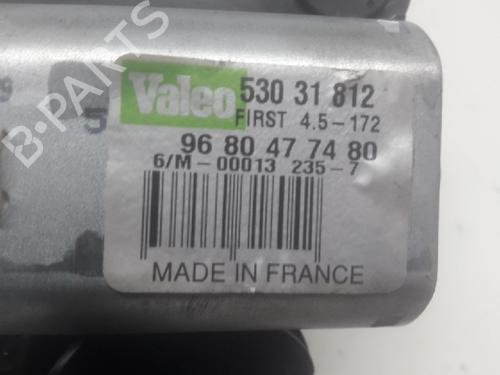 B-PARTS
Valeo 530 31 812
FIRST 4.5-172
96 80 47 74 80
6/M-00013 235-7
MADE IN FRANCE